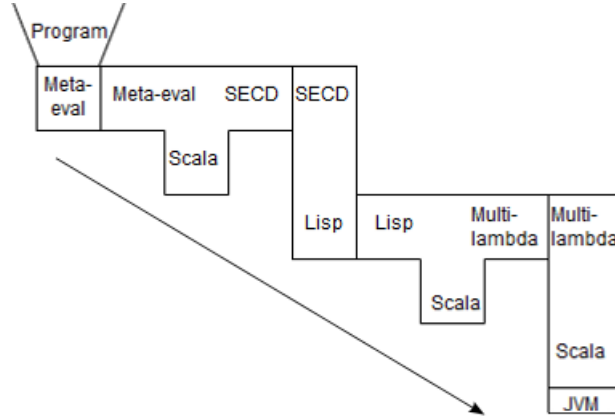 Program
Meta-
eval
Meta-eval
SECD
SECD
Scala
Lisp
Lisp
Multi-
lambda
Multi-
lambda
Scala
Scala
JVM